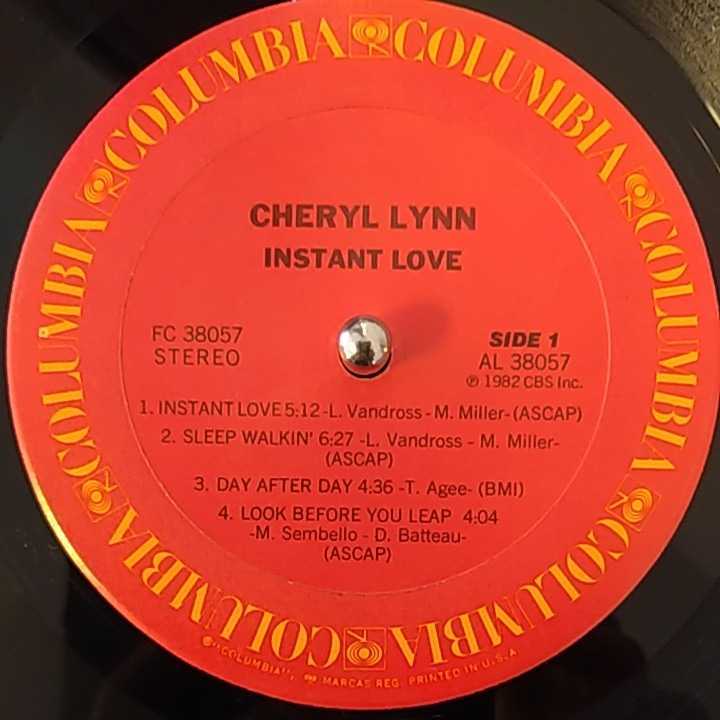 COLUMBIA COLUMBIA COLUMBIA COLUMBIA COLUMBIA COLUMBIA COLUMBIA COLUMBIA
CHERYL LYNN
INSTANT LOVE
FC 38057
STEREO
SIDE 1
AL 38057
℗ 1982 CBS Inc.
1. INSTANT LOVE 5:12 -L. Vandross - M. Miller- (ASCAP)
2. SLEEP WALKIN' 6:27 -L. Vandross - M. Miller-
(ASCAP)
3. DAY AFTER DAY 4:36 -T. Agee- (BMI)
4. LOOK BEFORE YOU LEAP 4:04
-M. Sembello - D. Batteau-
(ASCAP)
"COLUMBIA", MARCAS REG. PRINTED IN U.S.A